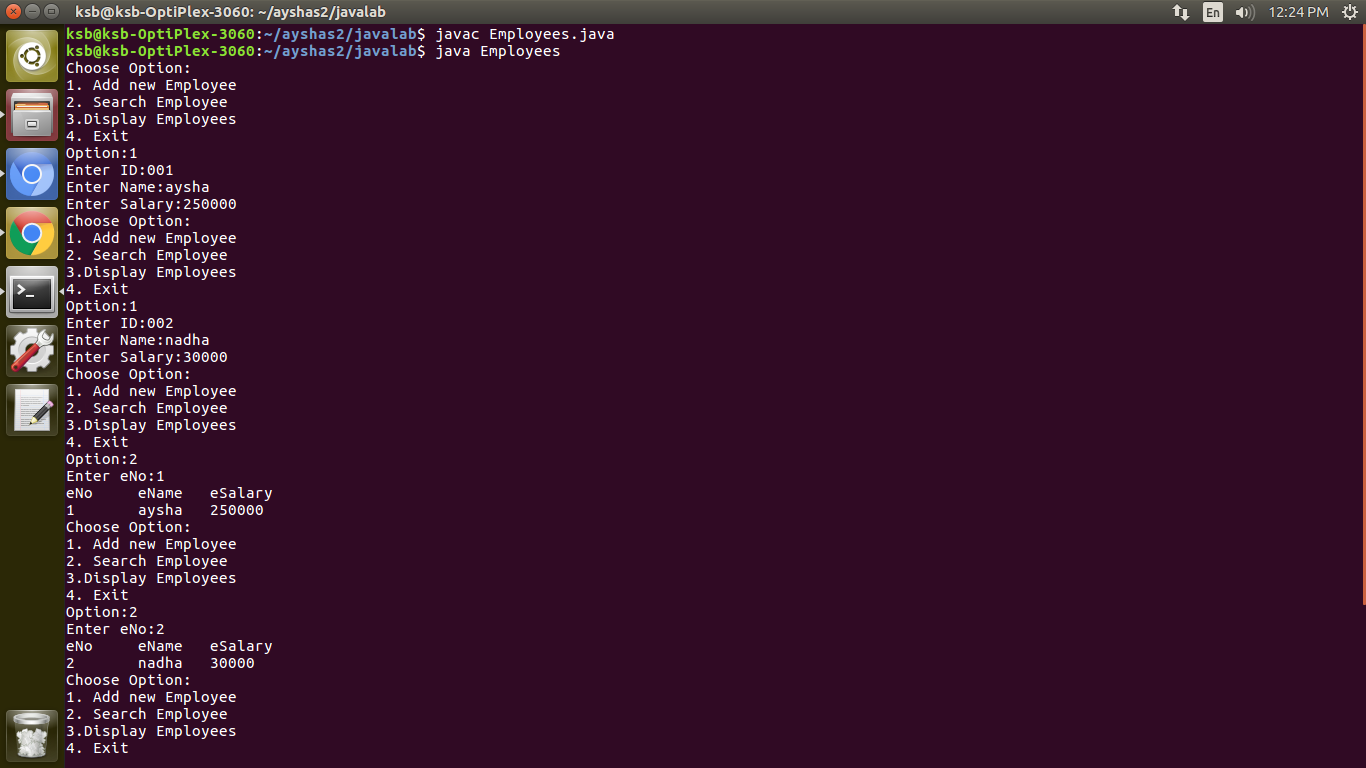 ksb@ksb-OptiPlex-3060: ~/ayshas2/javalab
En
12:24 PM
ksb@ksb-OptiPlex-3060:~/ayshas2/javalab$ javac Employees.java
ksb@ksb-OptiPlex-3060:~/ayshas2/javalab$ java Employees
Choose Option:
1. Add new Employee
2. Search Employee
3.Display Employees
4. Exit
Option:1
Enter ID:001
Enter Name:aysha
Enter Salary:250000
Choose Option:
1. Add new Employee
2. Search Employee
3.Display Employees
4. Exit
Option:1
Enter ID:002
Enter Name:nadha
Enter Salary:30000
Choose Option:
1. Add new Employee
2. Search Employee
3.Display Employees
4. Exit
Option:2
Enter eNo:1
eNo     eName   eSalary
1       aysha   250000
Choose Option:
1. Add new Employee
2. Search Employee
3.Display Employees
4. Exit
Option:2
Enter eNo:2
eNo     eName   eSalary
2       nadha   30000
Choose Option:
1. Add new Employee
2. Search Employee
3.Display Employees
4. Exit